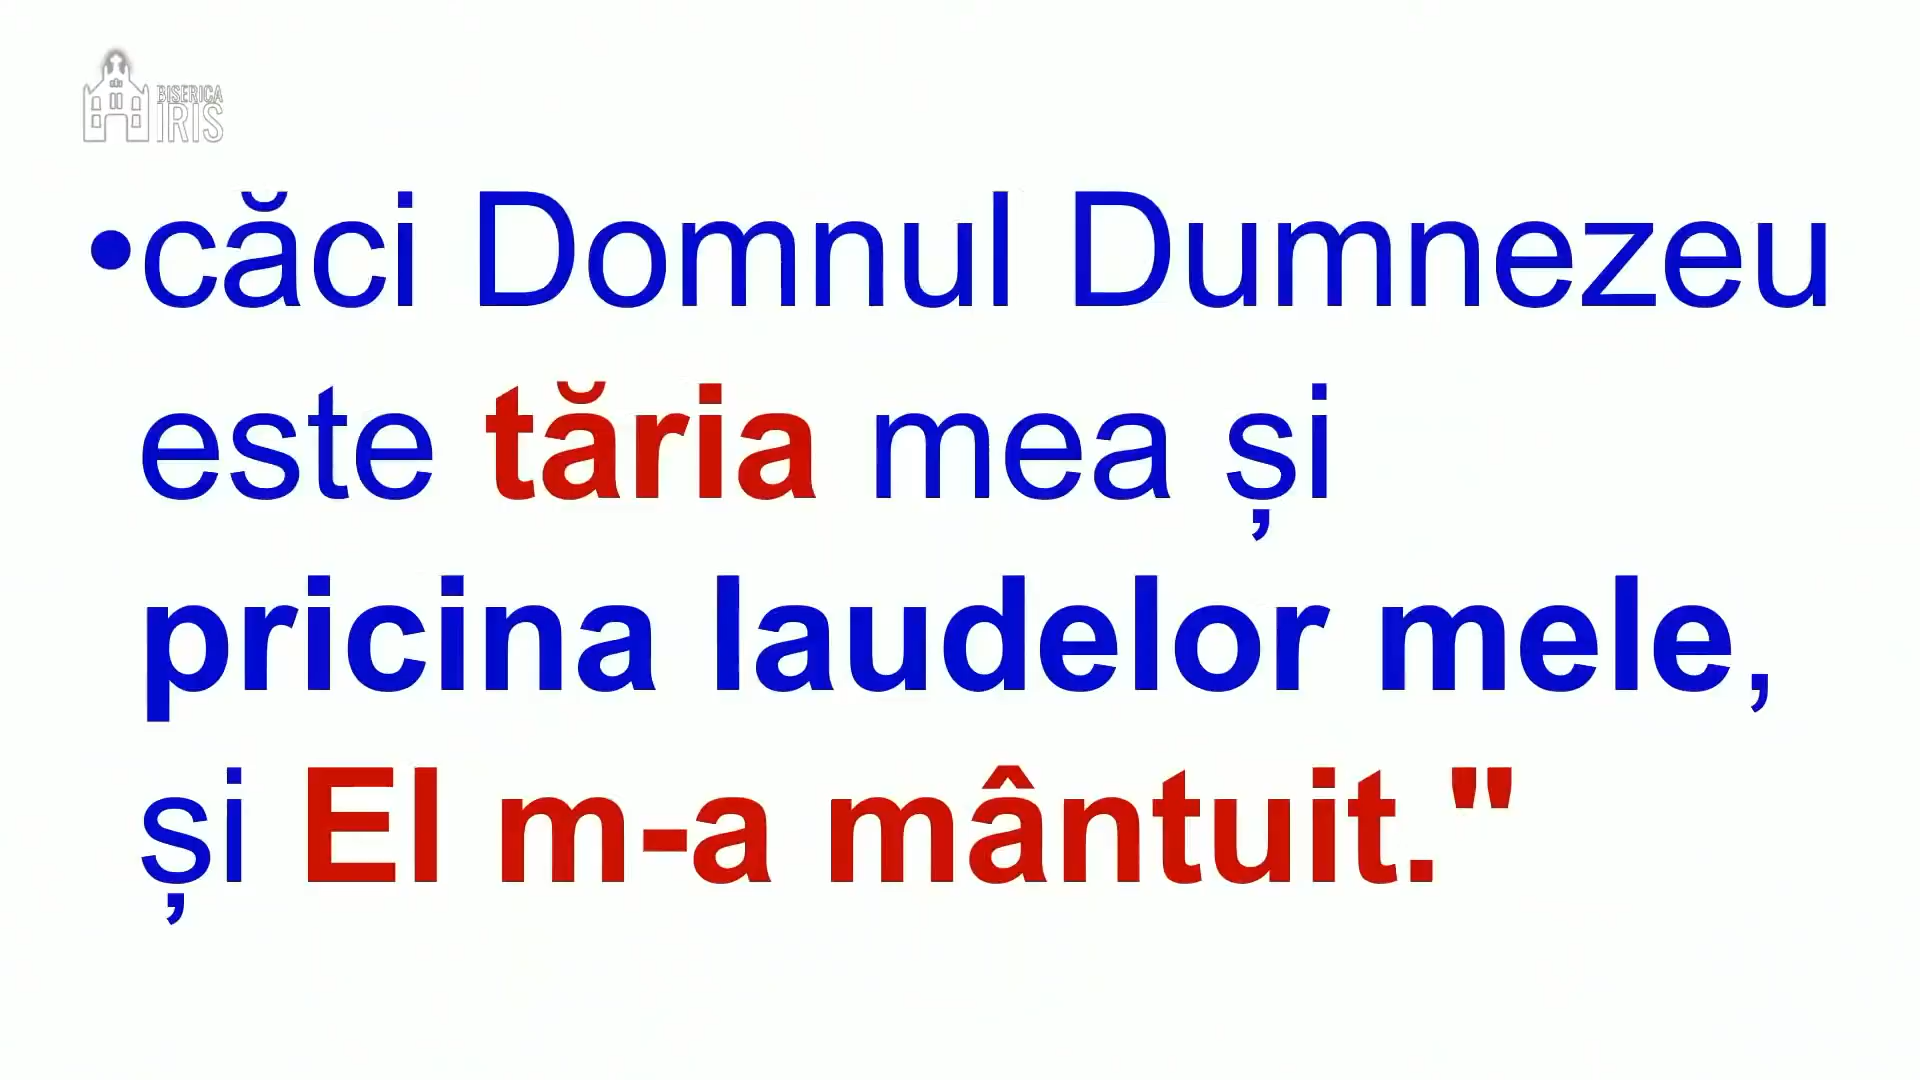 BISERICA
IRIS
•căci Domnul Dumnezeu
este tăria mea și
pricina laudelor mele,
și El m-a mântuit."